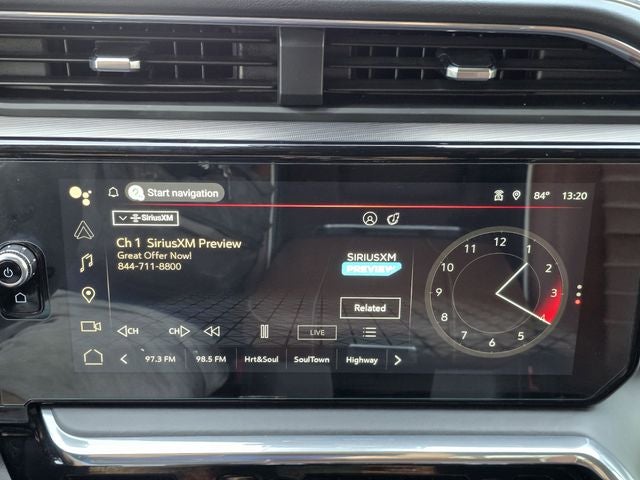 Start navigation
84° 13:20
SiriusXM
Ch 1 SiriusXM Preview
Great Offer Now!
844-711-8800
SIRIUSXM
PREVIEW
Related
CH CH LIVE
97.3 FM 98.5 FM Hrt&Soul SoulTown Highway
12
1
2
3
4
5
6
7
8
9
10
11